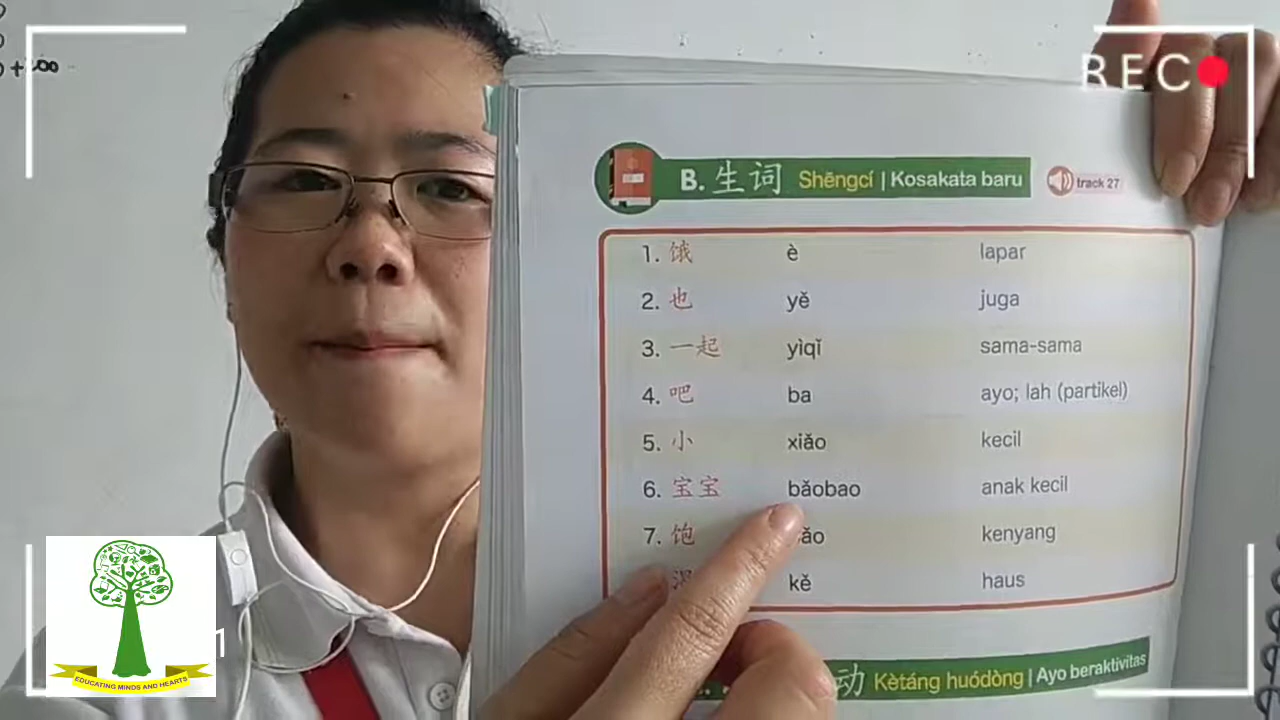 REC
B. 生词 Shēngcí | Kosakata baru track 27
1. 饿 è lapar
2. 也 yě juga
3. 一起 yìqǐ sama-sama
4. 吧 ba ayo; lah (partikel)
5. 小 xiǎo kecil
6. 宝宝 bǎobao anak kecil
7. 饱 ǎo kenyang
kě haus
动 Kètáng huódòng | Ayo beraktivitas
EDUCATING MINDS AND HEARTS